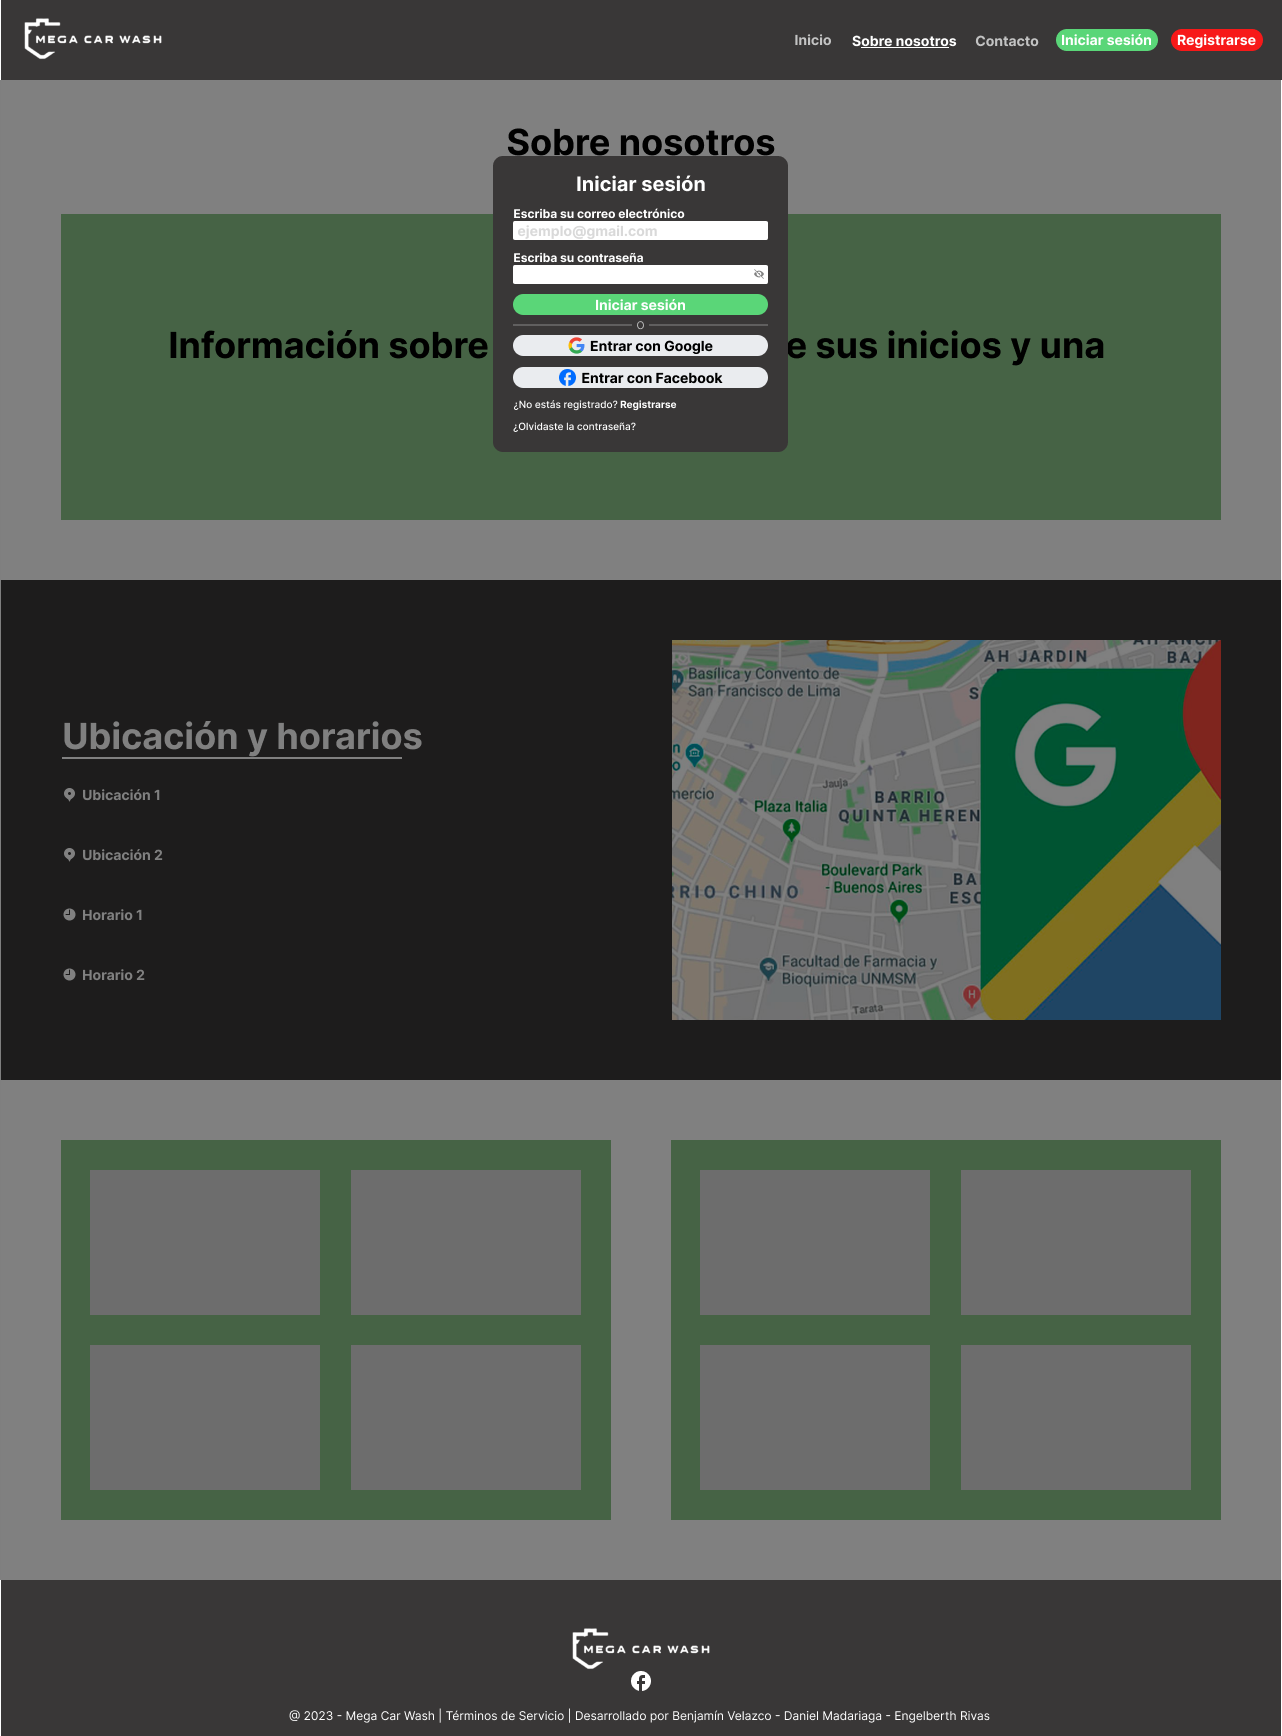 MEGA CAR WASH
Inicio
Sobre nosotros
Contacto
Iniciar sesión
Registrarse
Sobre nosotros
Iniciar sesión
Escriba su correo electrónico
ejemplo@gmail.com
Escriba su contraseña
Iniciar sesión
O
Entrar con Google
Entrar con Facebook
¿No estás registrado? Registrarse
¿Olvidaste la contraseña?
Información sobre
e sus inicios y una
Ubicación y horarios
Ubicación 1
Ubicación 2
Horario 1
Horario 2
AH JARDIN
BAJ
Basílica y Convento de
San Francisco de Lima
S
G
n
o
Jauja
mercio
Plaza Italia
BARRIO
QUINTA HEREN
Boulevard Park
- Buenos Aires
RRIO CHINO
BA
ESC
Facultad de Farmacia y
Bioquimica UNMSM
H
Tarata
MEGA CAR WASH
@ 2023 - Mega Car Wash | Términos de Servicio | Desarrollado por Benjamín Velazco - Daniel Madariaga - Engelberth Rivas